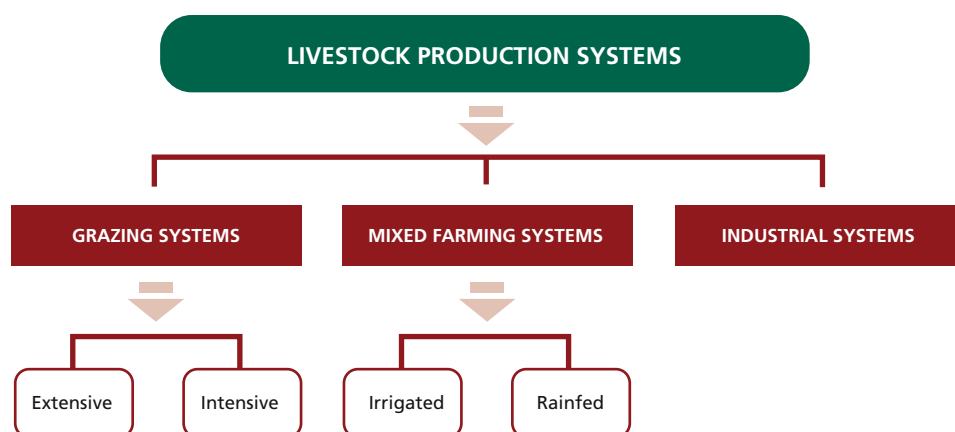 LIVESTOCK PRODUCTION SYSTEMS
GRAZING SYSTEMS
MIXED FARMING SYSTEMS
INDUSTRIAL SYSTEMS
Extensive
Intensive
Irrigated
Rainfed